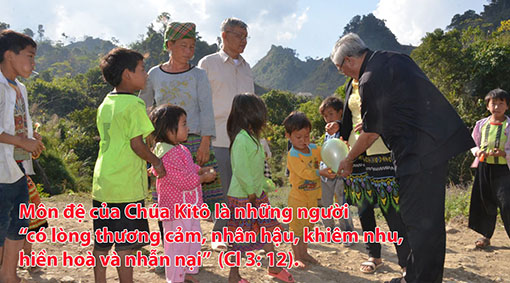 Môn đệ của Chúa Kitô là những người
“có lòng thương cảm, nhân hậu, khiêm nhu,
hiền hoà và nhẫn nại” (Cl 3: 12).